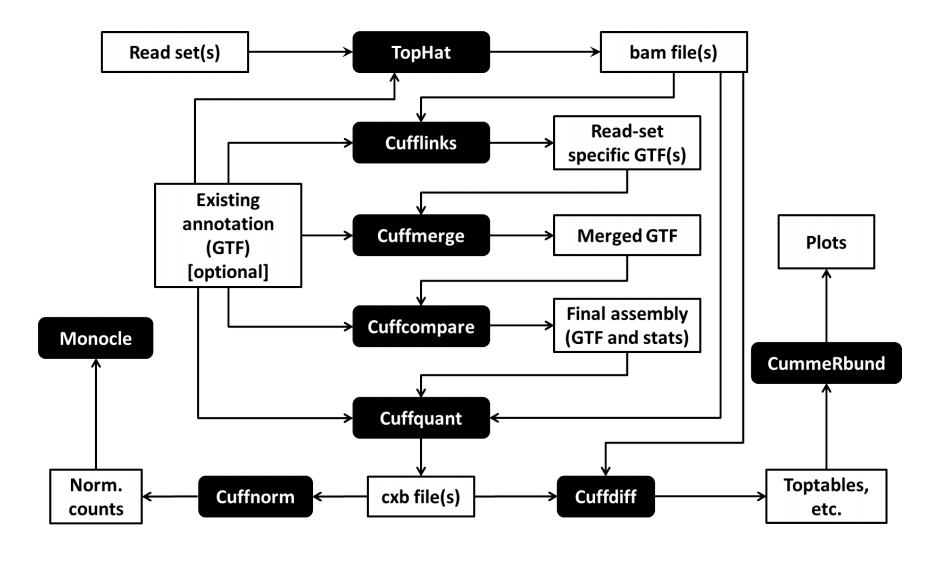 Read set(s)
TopHat
bam file(s)
Cufflinks
Read-set
specific GTF(s)
Existing
annotation
(GTF)
[optional]
Cuffmerge
Merged GTF
Plots
Cuffcompare
Final assembly
(GTF and stats)
Monocle
CummeRbund
Cuffquant
Norm.
counts
Cuffnorm
cxb file(s)
Cuffdiff
Toptables,
etc.